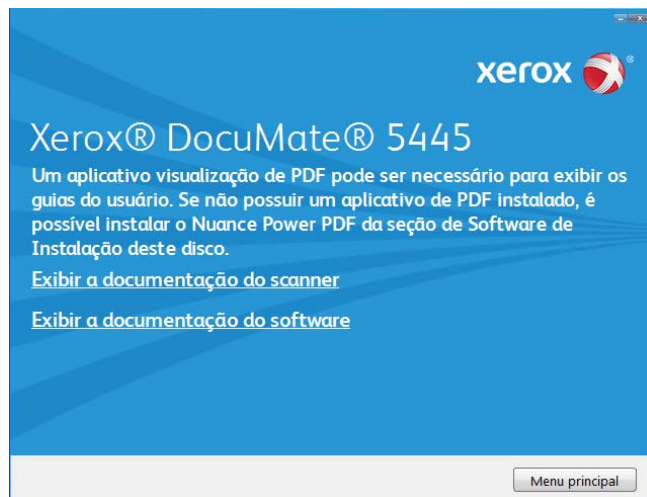 xerox ®
Xerox® DocuMate® 5445
Um aplicativo visualização de PDF pode ser necessário para exibir os
guias do usuário. Se não possuir um aplicativo de PDF instalado, é
possível instalar o Nuance Power PDF da seção de Software de
Instalação deste disco.
Exibir a documentação do scanner
Exibir a documentação do software
Menu principal